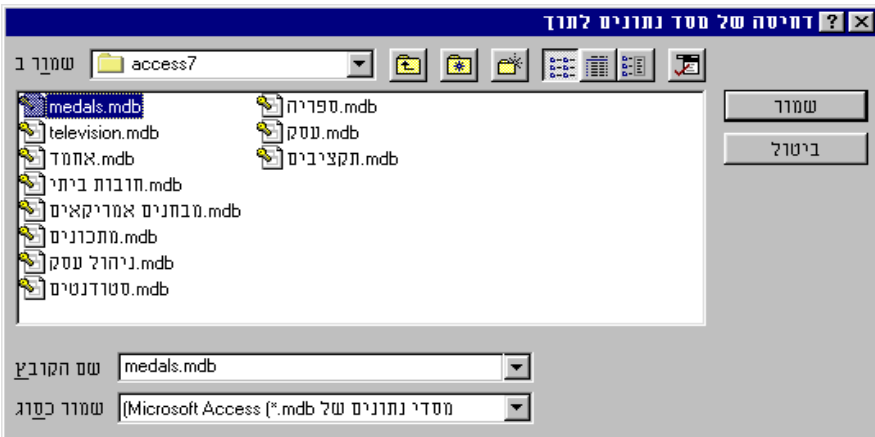 דחיסה של מסד נתונים לתוך
שמור ב access7
medals.mdb
television.mdb
אחמד.mdb
חובות ביתי.mdb
מבחנים אמריקאים.mdb
מתכונים.mdb
ניהול עסק.mdb
סטודנטים.mdb
ספריה.mdb
עסק.mdb
תקציבים.mdb
שמור
ביטול
שם הקובץ medals.mdb
שמור כסוג מסדי נתונים של Microsoft Access (*.mdb)